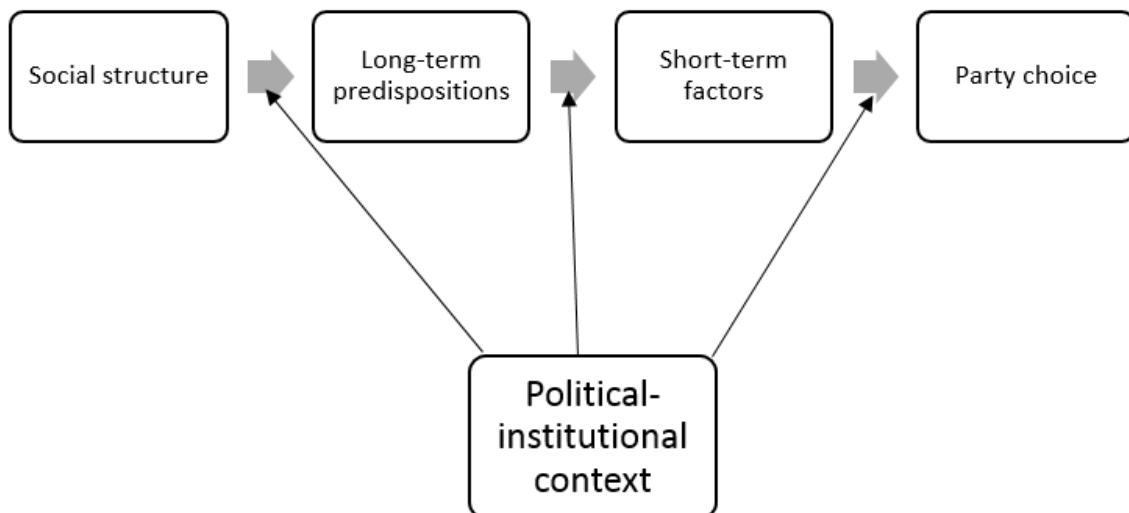 Social structure
Long-term
predispositions
Short-term
factors
Party choice
Political-
institutional
context